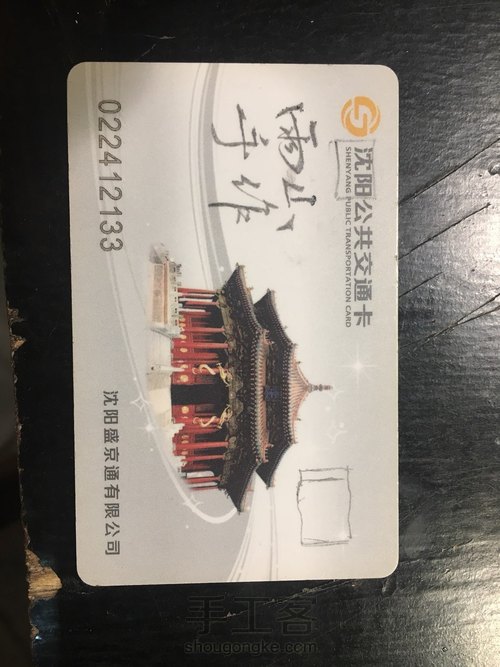 沈阳公共交通卡
SHENYANG PUBLIC TRANSPORTATION CARD
雨山
手作
022412133
沈阳盛京通有限公司
手工客
shougongke.com